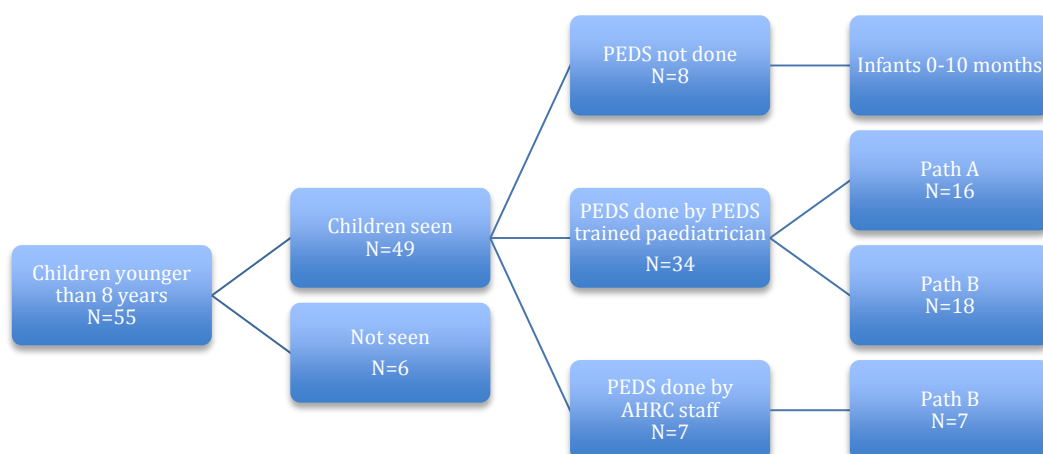 Children younger
than 8 years
N=55
Children seen
N=49
Not seen
N=6
PEDS not done
N=8
Infants 0-10 months
PEDS done by PEDS
trained paediatrician
N=34
Path A
N=16
Path B
N=18
PEDS done by
AHRC staff
N=7
Path B
N=7